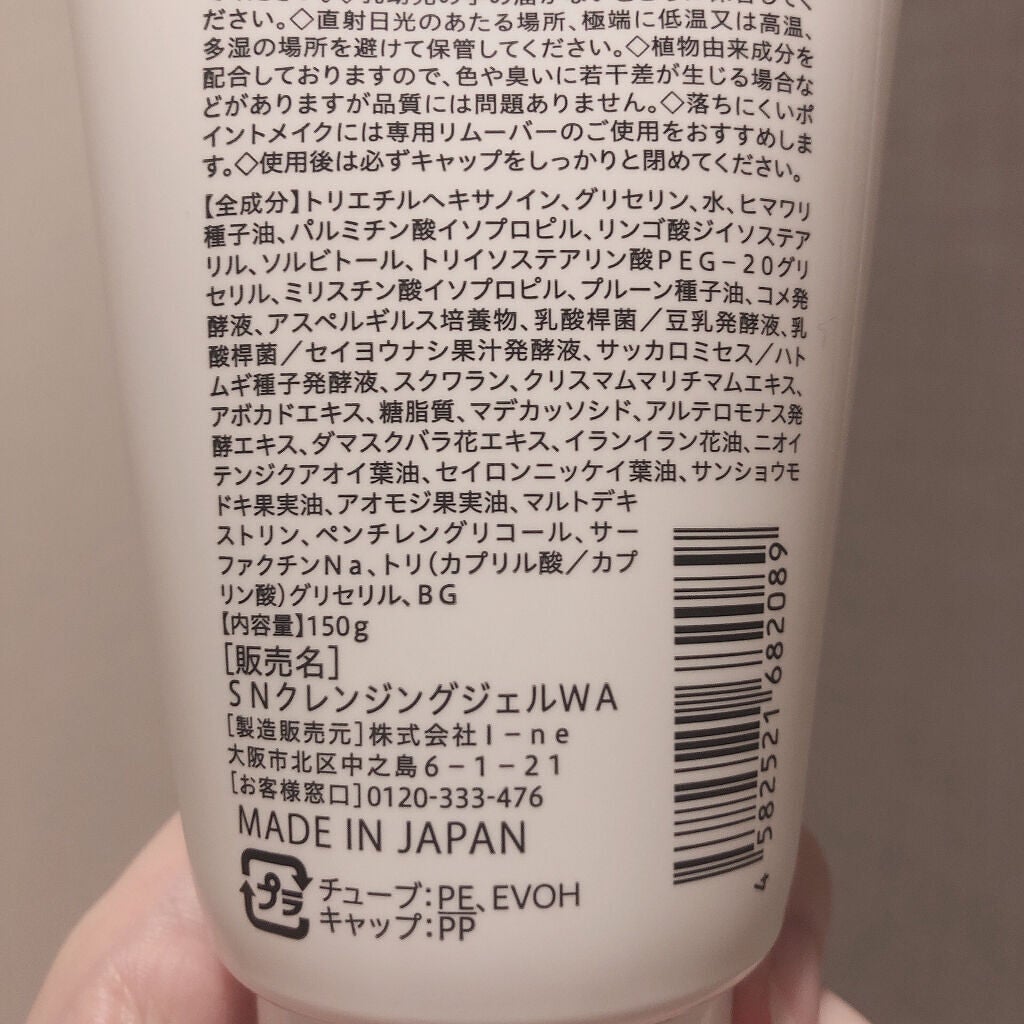 ださい。◇直射日光のあたる場所、極端に低温又は高温、
多湿の場所を避けて保管してください。◇植物由来成分を
配合しておりますので、色や臭いに若干差が生じる場合な
どがありますが品質には問題ありません。◇落ちにくいポ
イントメイクには専用リムーバーのご使用をおすすめしま
す。◇使用後は必ずキャップをしっかりと閉めてください。
【全成分】トリエチルヘキサノイン、グリセリン、水、ヒマワリ
種子油、パルミチン酸イソプロピル、リンゴ酸ジイソステア
リル、ソルビトール、トリイソステアリン酸PEG-20グリ
セリル、ミリスチン酸イソプロピル、プルーン種子油、コメ発
酵液、アスペルギルス培養物、乳酸桿菌/豆乳発酵液、乳
酸桿菌/セイヨウナシ果汁発酵液、サッカロミセス/ハト
ムギ種子発酵液、スクワラン、クリスマムマリチマムエキス、
アボカドエキス、糖脂質、マデカッソシド、アルテロモナス発
酵エキス、ダマスクバラ花エキス、イランイラン花油、ニオイ
テンジクアオイ葉油、セイロンニッケイ葉油、サンショウモ
ドキ果実油、アオモジ果実油、マルトデキ
ストリン、ペンチレングリコール、サー
ファクチンNa、トリ(カプリル酸/カプ
リン酸)グリセリル、BG
【内容量】150g
[販売名]
SNクレンジングジェルWA
[製造販売元]株式会社I-ne
大阪市北区中之島6-1-21
[お客様窓口]0120-333-476
MADE IN JAPAN
プラ
チューブ:PE、EVOH
キャップ:PP
4 582521 682089